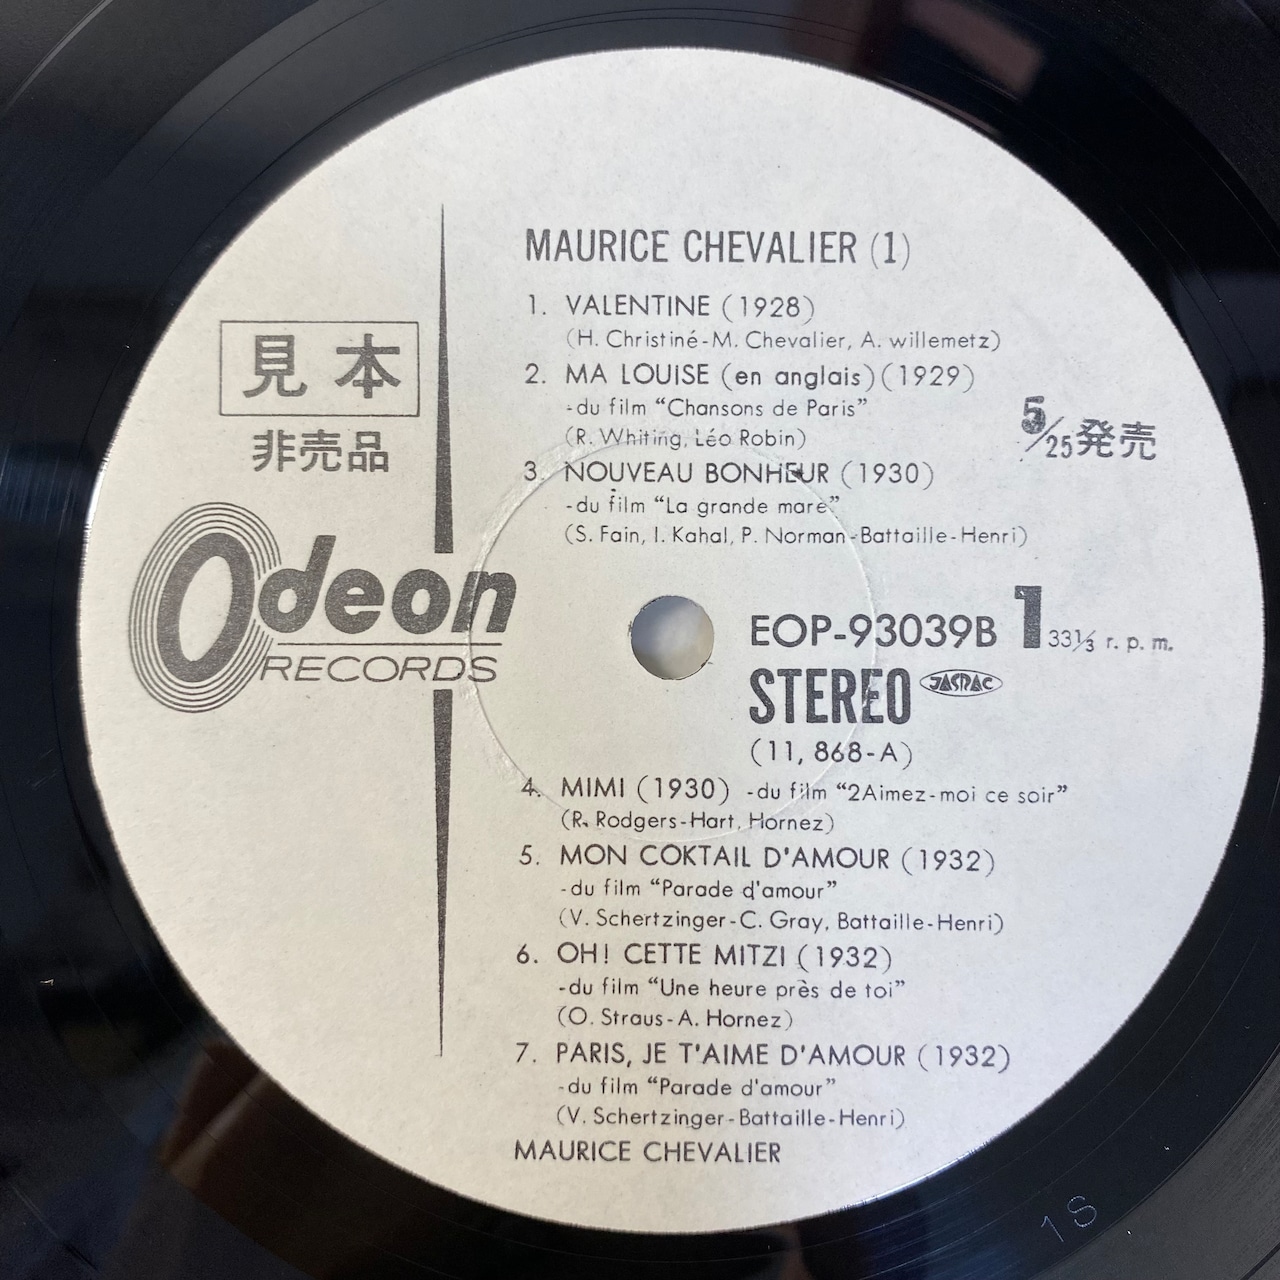 MAURICE CHEVALIER (1)
1. VALENTINE (1928)
(H. Christiné-M. Chevalier, A. willemetz)
2. MA LOUISE (en anglais) (1929)
-du film “Chansons de Paris”
(R. Whiting, Léo Robin)
3. NOUVEAU BONHEUR (1930)
-du film “La grande mare”
(S. Fain, I. Kahal, P. Norman-Battaille-Henri)
見本
非売品
5/25発売
Odeon
RECORDS
EOP-93039B 1 33⅓ r. p. m.
STEREO JASRAC
(11, 868-A)
4. MIMI (1930) -du film “2Aimez-moi ce soir”
(R. Rodgers-Hart, Hornez)
5. MON COKTAIL D'AMOUR (1932)
-du film “Parade d'amour”
(V. Schertzinger-C. Gray, Battaille-Henri)
6. OH! CETTE MITZI (1932)
-du film “Une heure près de toi”
(O. Straus-A. Hornez)
7. PARIS, JE T'AIME D'AMOUR (1932)
-du film “Parade d'amour”
(V. Schertzinger-Battaille-Henri)
MAURICE CHEVALIER
1S